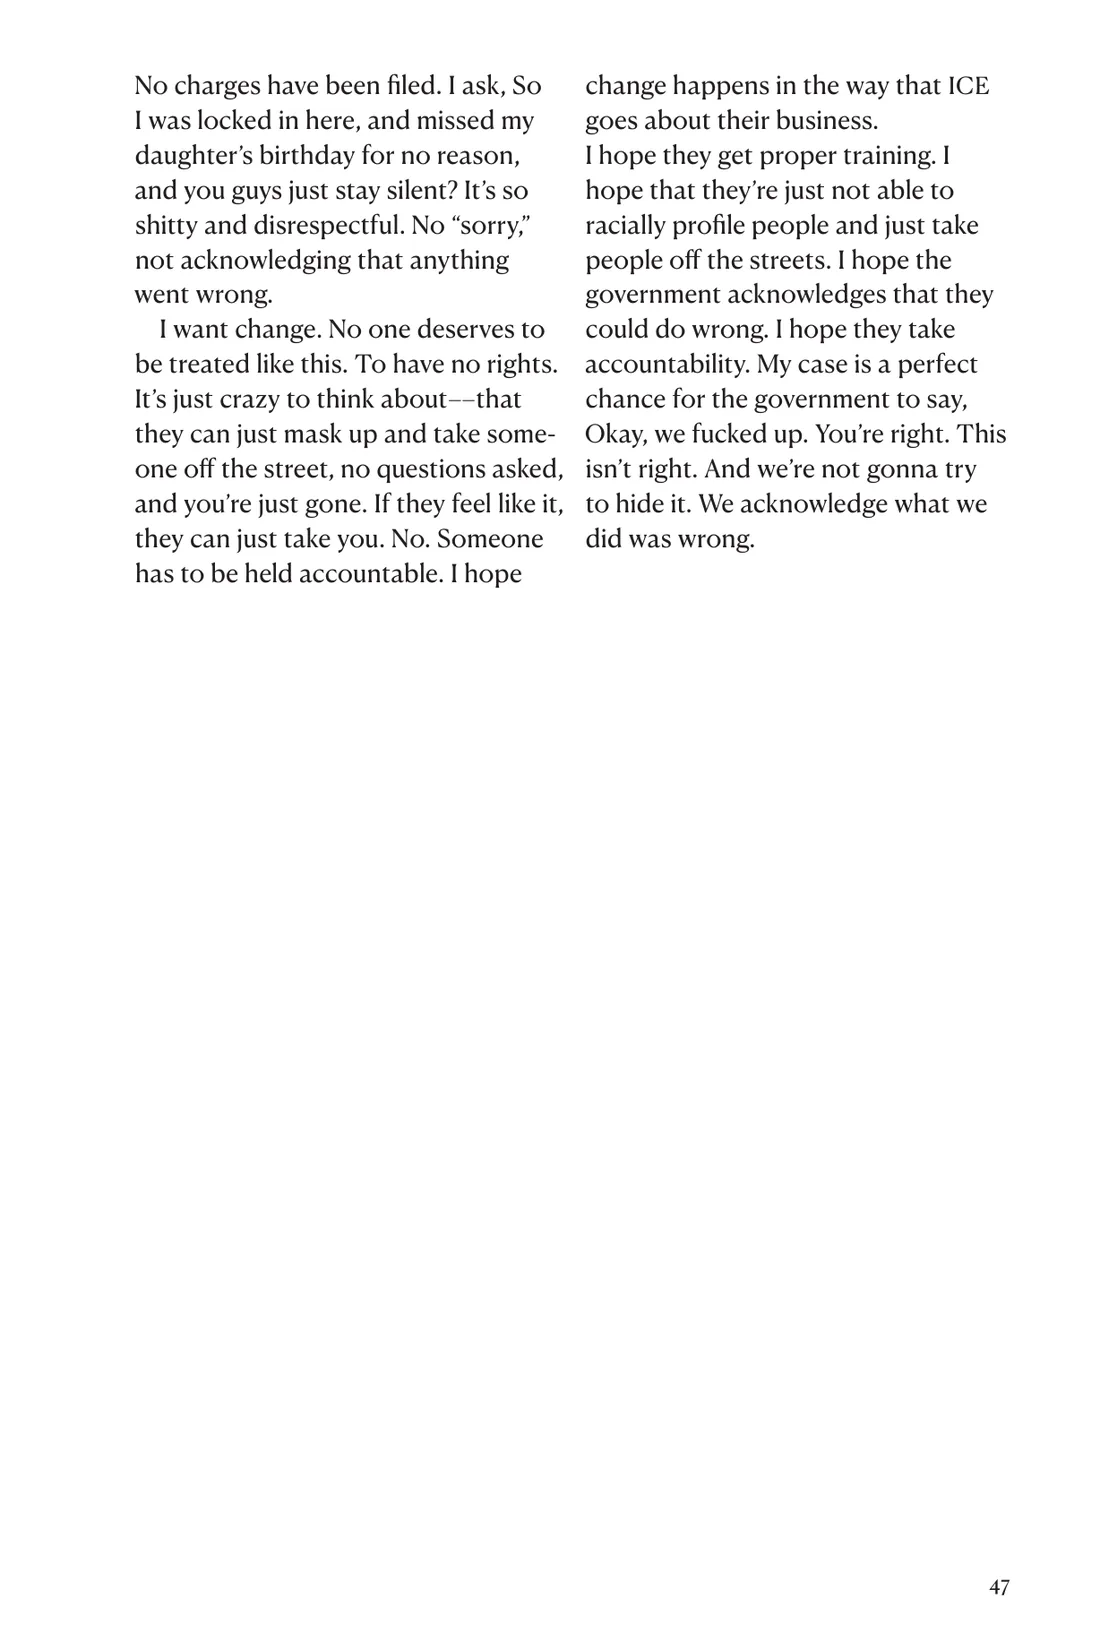 No charges have been filed. I ask, So
I was locked in here, and missed my
daughter’s birthday for no reason,
and you guys just stay silent? It’s so
shitty and disrespectful. No “sorry,”
not acknowledging that anything
went wrong.
I want change. No one deserves to
be treated like this. To have no rights.
It’s just crazy to think about––that
they can just mask up and take some-
one off the street, no questions asked,
and you’re just gone. If they feel like it,
they can just take you. No. Someone
has to be held accountable. I hope
change happens in the way that ICE
goes about their business.
I hope they get proper training. I
hope that they’re just not able to
racially profile people and just take
people off the streets. I hope the
government acknowledges that they
could do wrong. I hope they take
accountability. My case is a perfect
chance for the government to say,
Okay, we fucked up. You’re right. This
isn’t right. And we’re not gonna try
to hide it. We acknowledge what we
did was wrong.
47